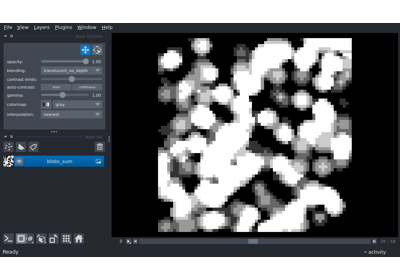 File View Layers Plugins Window Help
opacity: 1.00
blending: translucent_no_depth
contrast limits:
auto-contrast: once continuous
gamma: 1.00
colormap: gray
interpolation: nearest
blobs_sum
Ready
activity